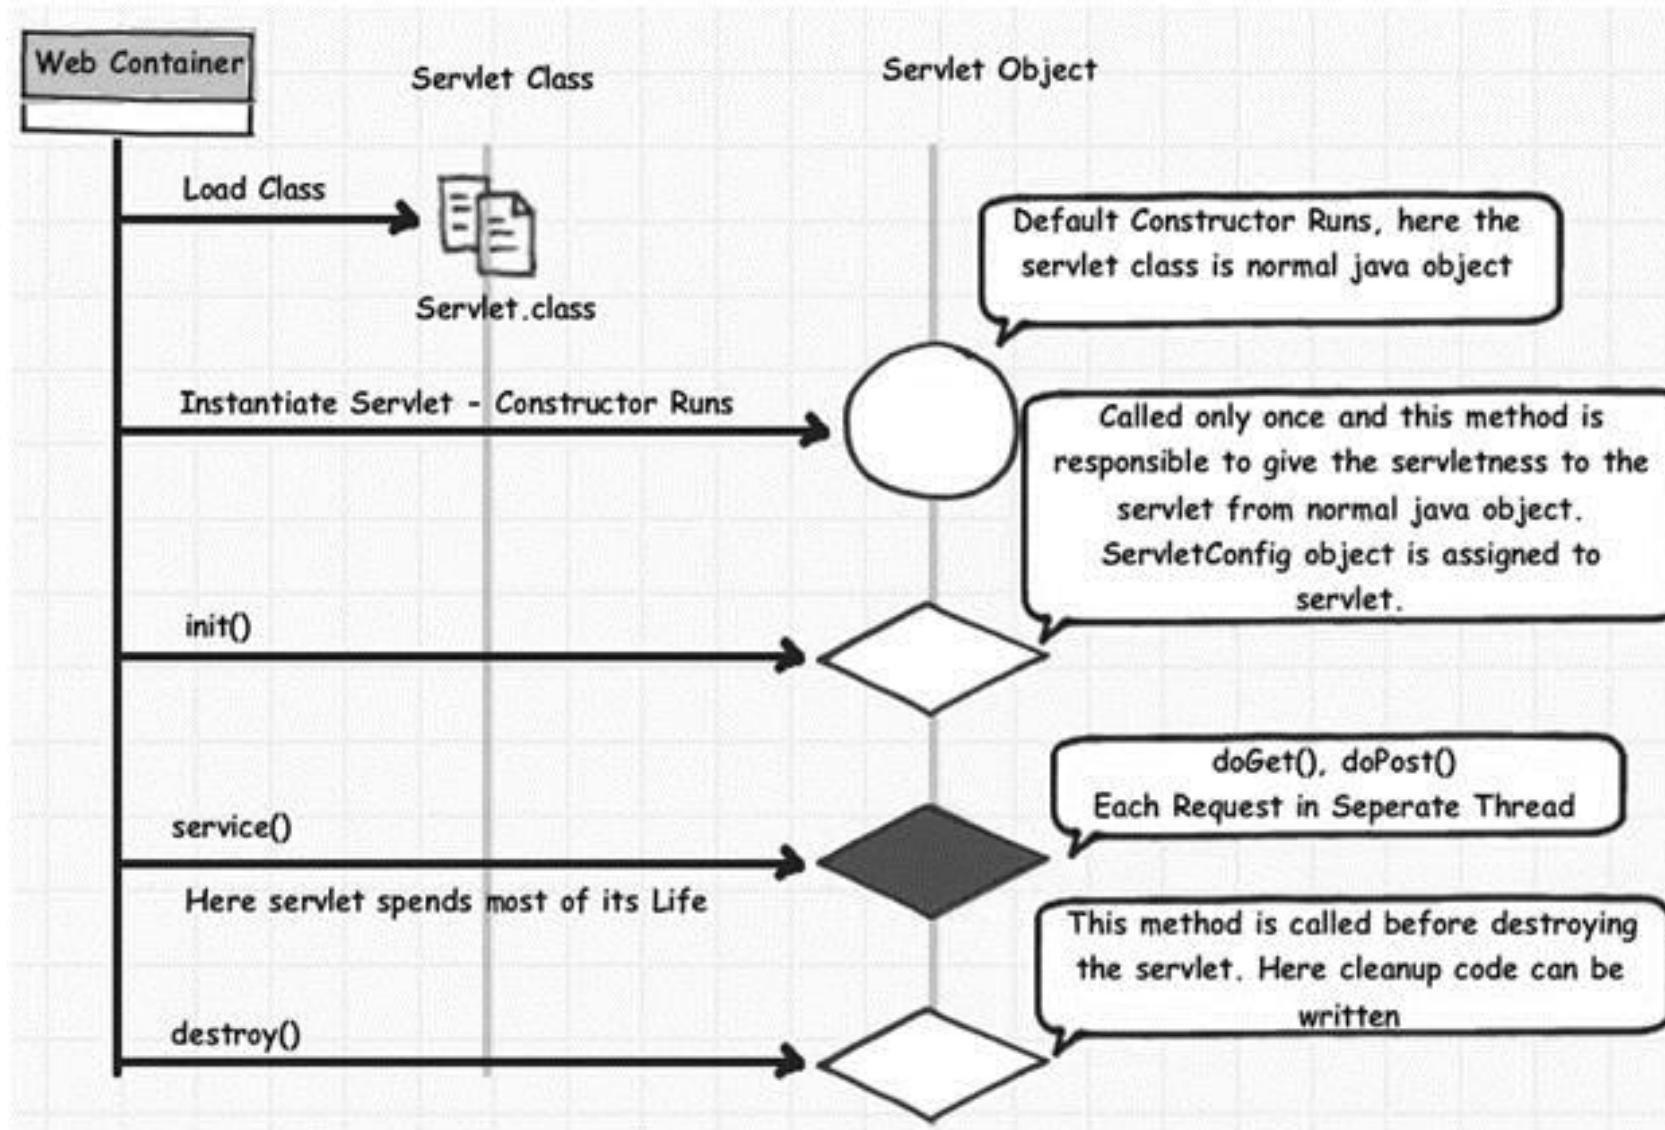 Web Container
Servlet Class
Servlet Object
Load Class
Servlet.class
Default Constructor Runs, here the
servlet class is normal java object
Instantiate Servlet - Constructor Runs
Called only once and this method is
responsible to give the servletness to the
servlet from normal java object.
ServletConfig object is assigned to
servlet.
init()
doGet(), doPost()
Each Request in Seperate Thread
service()
Here servlet spends most of its Life
This method is called before destroying
the servlet. Here cleanup code can be
written
destroy()